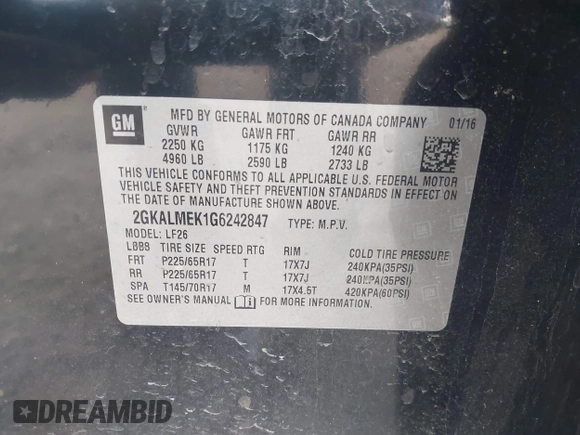 GM
MFD BY GENERAL MOTORS OF CANADA COMPANY 01/16
GVWR GAWR FRT GAWR RR
2250 KG 1175 KG 1240 KG
4960 LB 2590 LB 2733 LB
THIS VEHICLE CONFORMS TO ALL APPLICABLE U.S. FEDERAL MOTOR
VEHICLE SAFETY AND THEFT PREVENTION STANDARDS IN EFFECT ON
THE DATE OF MANUFACTURE SHOWN ABOVE.
2GKALMEK1G6242847 TYPE: M.P.V.
MODEL: LF26
TIRE SIZE SPEED RTG RIM COLD TIRE PRESSURE
FRT P225/65R17 T 17X7J 240KPA(35PSI)
RR P225/65R17 T 17X7J 240KPA(35PSI)
SPA T145/70R17 M 17X4.5T 420KPA(60PSI)
SEE OWNER'S MANUAL FOR MORE INFORMATION.
DREAMBID